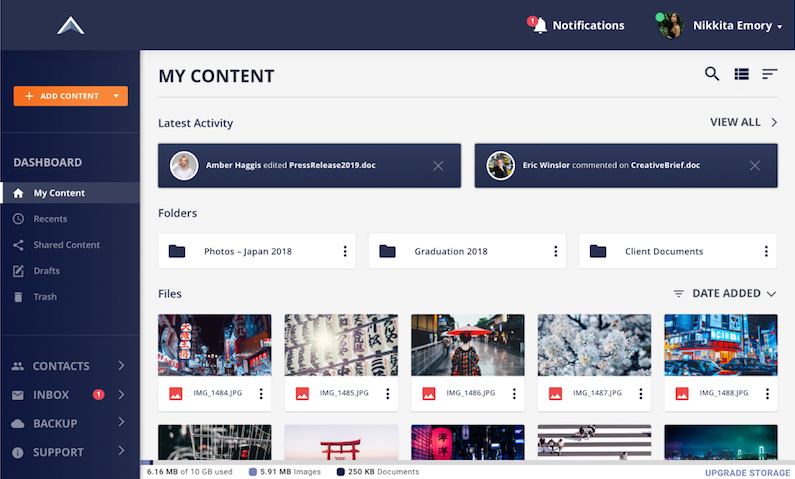 1
Notifications
Nikkita Emory
ADD CONTENT
DASHBOARD
My Content
Recents
Shared Content
Drafts
Trash
CONTACTS
INBOX
1
BACKUP
SUPPORT
MY CONTENT
Latest Activity
VIEW ALL
Amber Haggis edited PressRelease2019.doc
Eric Winslor commented on CreativeBrief.doc
Folders
Photos – Japan 2018
Graduation 2018
Client Documents
Files
DATE ADDED
IMG_1484.JPG
IMG_1485.JPG
IMG_1486.JPG
IMG_1487.JPG
IMG_1488.JPG
6.16 MB of 10 GB used
5.91 MB Images
250 KB Documents
UPGRADE STORAGE